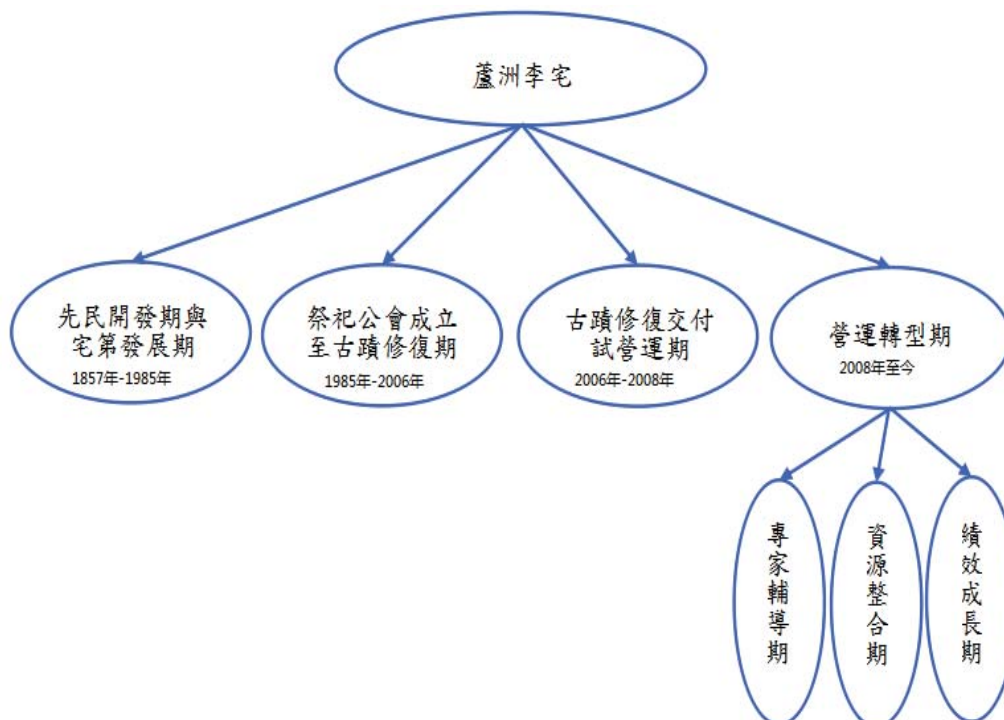 蘆洲李宅
先民開發期與
宅第發展期
1857年-1985年
祭祀公會成立
至古蹟修復期
1985年-2006年
古蹟修復交付
試營運期
2006年-2008年
營運轉型期
2008年至今
專家輔導期
資源整合期
績效成長期